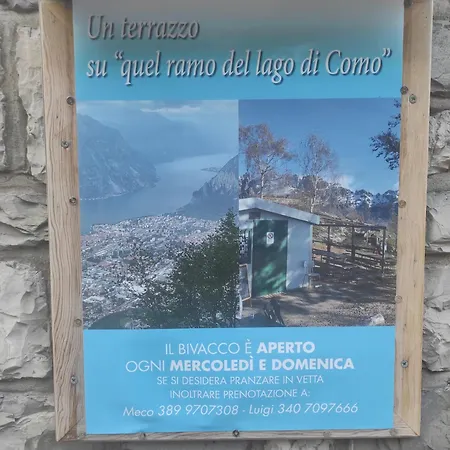 Un terrazzo
su "quel ramo del lago di Como"
IL BIVACCO È APERTO
OGNI MERCOLEDÌ E DOMENICA
SE SI DESIDERA PRANZARE IN VETTA
INOLTRARE PRENOTAZIONE A:
Meco 389 9707308 - Luigi 340 7097666